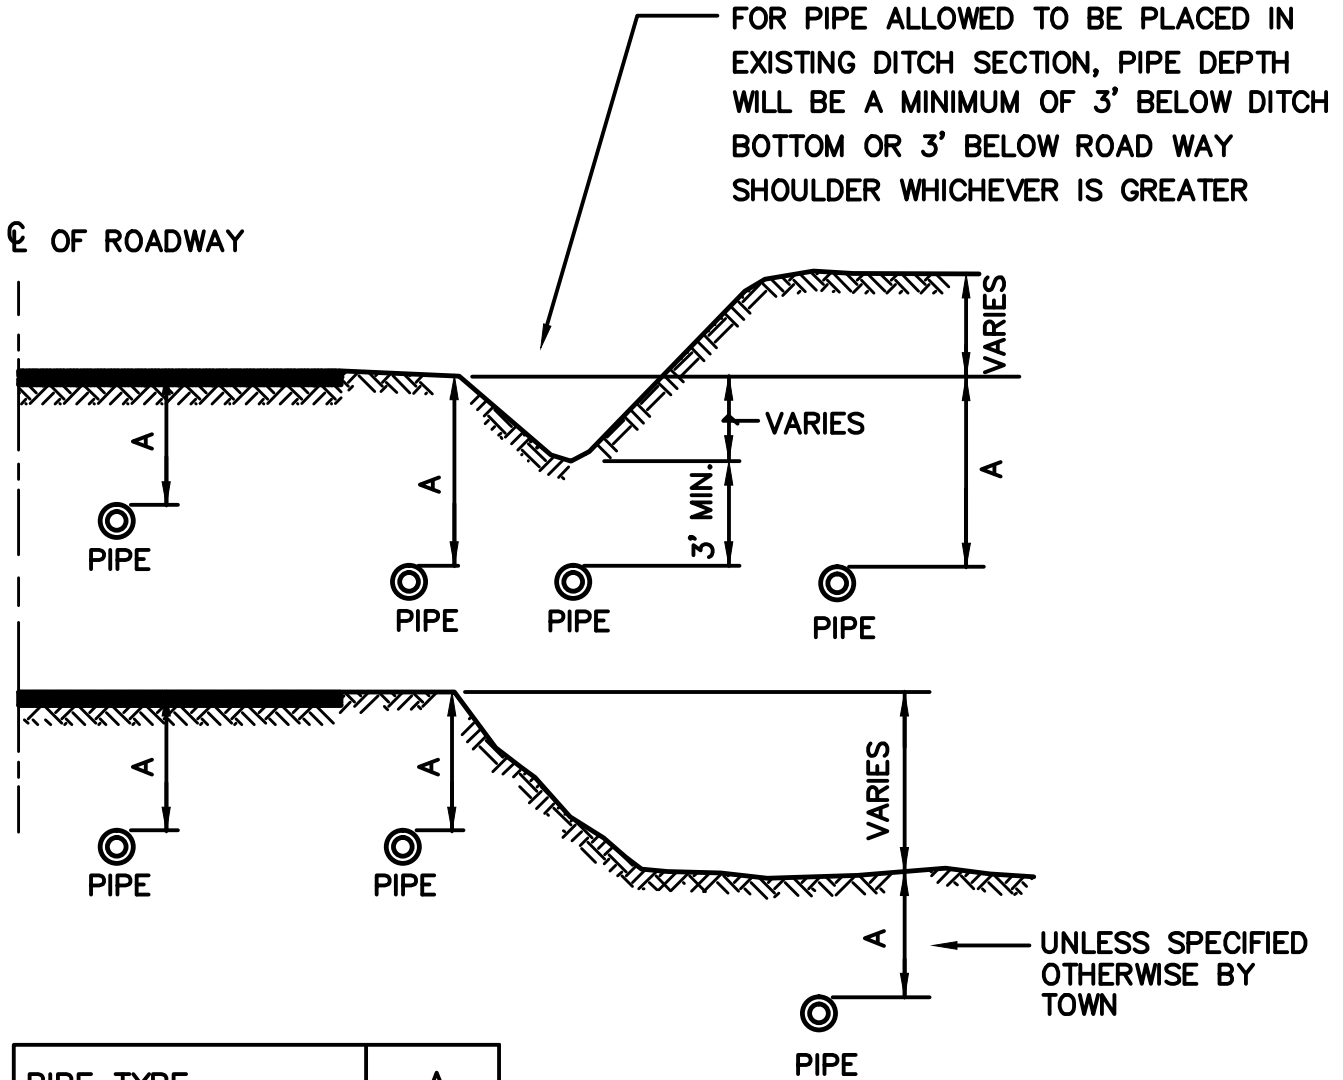 FOR PIPE ALLOWED TO BE PLACED IN
EXISTING DITCH SECTION, PIPE DEPTH
WILL BE A MINIMUM OF 3' BELOW DITCH
BOTTOM OR 3' BELOW ROAD WAY
SHOULDER WHICHEVER IS GREATER
℄ OF ROADWAY
VARIES
VARIES
A
A
A
3' MIN.
PIPE
PIPE
PIPE
PIPE
VARIES
A
A
PIPE
PIPE
A
UNLESS SPECIFIED
OTHERWISE BY
TOWN
PIPE
PIPE TYPE
A